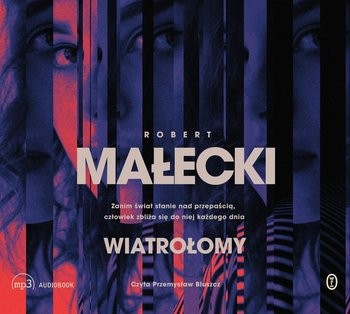 ROBERT
MAŁECKI
Zanim świat stanie nad przepaścią,
człowiek zbliża się do niej każdego dnia
WIATROŁOMY
mp3 AUDIOBOOK
Czyta Przemysław Bluszcz